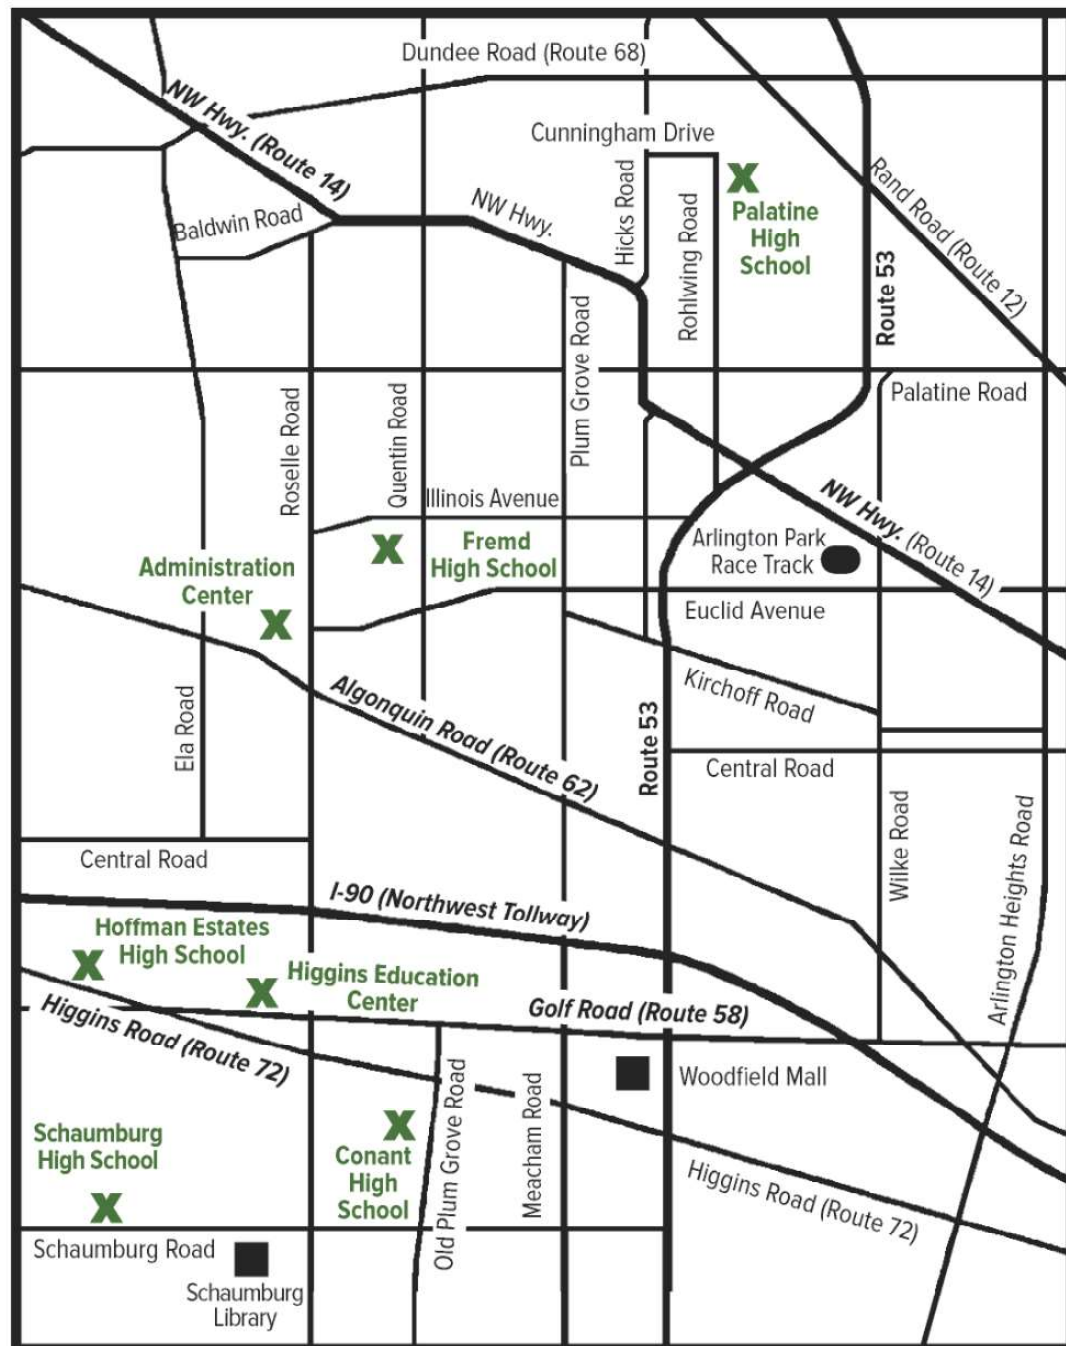 Dundee Road (Route 68)
NW Hwy. (Route 14)
Cunningham Drive
Hicks Road
Rohlwing Road
Palatine
High
School
Rand Road (Route 12)
Baldwin Road
NW Hwy.
Route 53
Plum Grove Road
Palatine Road
Roselle Road
Quentin Road
Illinois Avenue
NW Hwy. (Route 14)
Arlington Park
Race Track
Fremd
High School
Administration
Center
Euclid Avenue
Kirchoff Road
Algonquin Road (Route 62)
Ela Road
Route 53
Central Road
Wilke Road
Arlington Heights Road
Central Road
I-90 (Northwest Tollway)
Hoffman Estates
High School
Higgins Education
Center
Golf Road (Route 58)
Higgins Road (Route 72)
Woodfield Mall
Old Plum Grove Road
Meacham Road
Schaumburg
High School
Conant
High
School
Higgins Road (Route 72)
Schaumburg Road
Schaumburg
Library